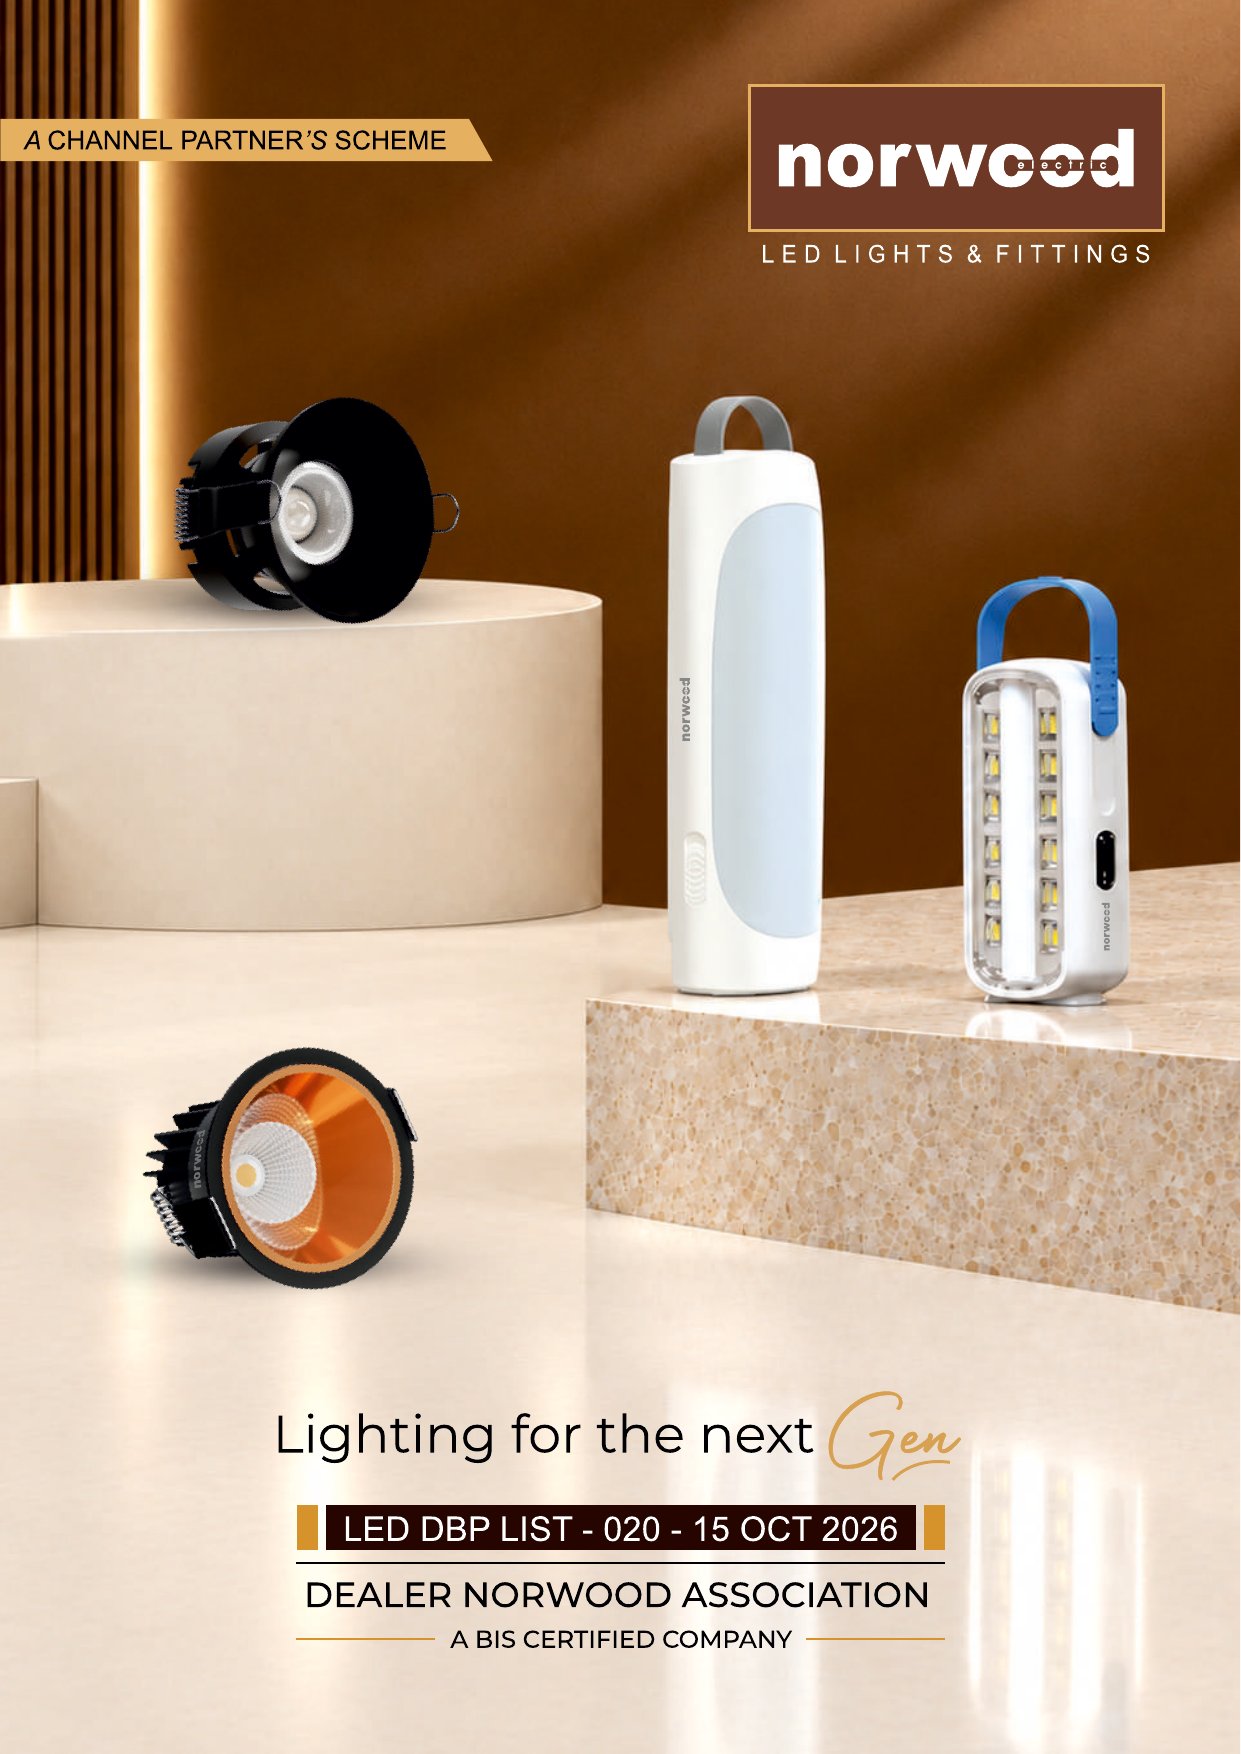 A CHANNEL PARTNER'S SCHEME
norwood
electric
LED LIGHTS & FITTINGS
norwood
norwood
norwood
Lighting for the next Gen
LED DBP LIST - 020 - 15 OCT 2026
DEALER NORWOOD ASSOCIATION
A BIS CERTIFIED COMPANY